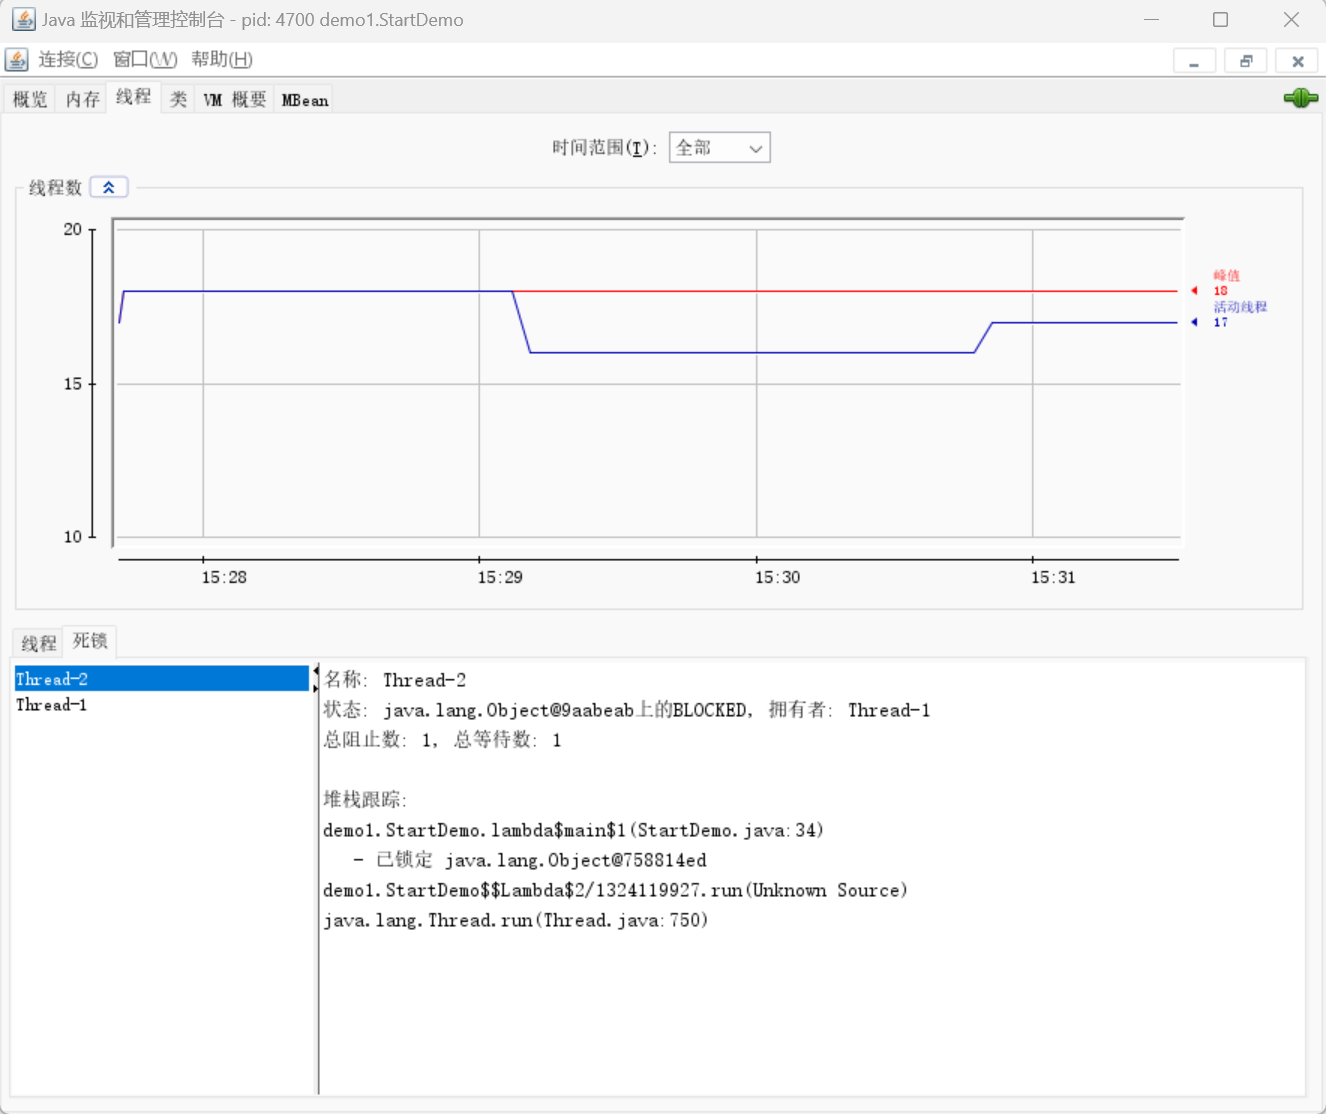 Java 监视和管理控制台 - pid: 4700 demo1.StartDemo
连接(C) 窗口(W) 帮助(H)
概览 内存 线程 类 VM 概要 MBean
时间范围(T): 全部
线程数
20
15
10
峰值
18
活动线程
17
15:28 15:29 15:30 15:31
线程 死锁
Thread-2
Thread-1
名称: Thread-2
状态: java.lang.Object@9aabeab上的BLOCKED, 拥有者: Thread-1
总阻止数: 1, 总等待数: 1
堆栈跟踪:
demo1.StartDemo.lambda$main$1(StartDemo.java:34)
- 已锁定 java.lang.Object@758814ed
demo1.StartDemo$$Lambda$2/1324119927.run(Unknown Source)
java.lang.Thread.run(Thread.java:750)